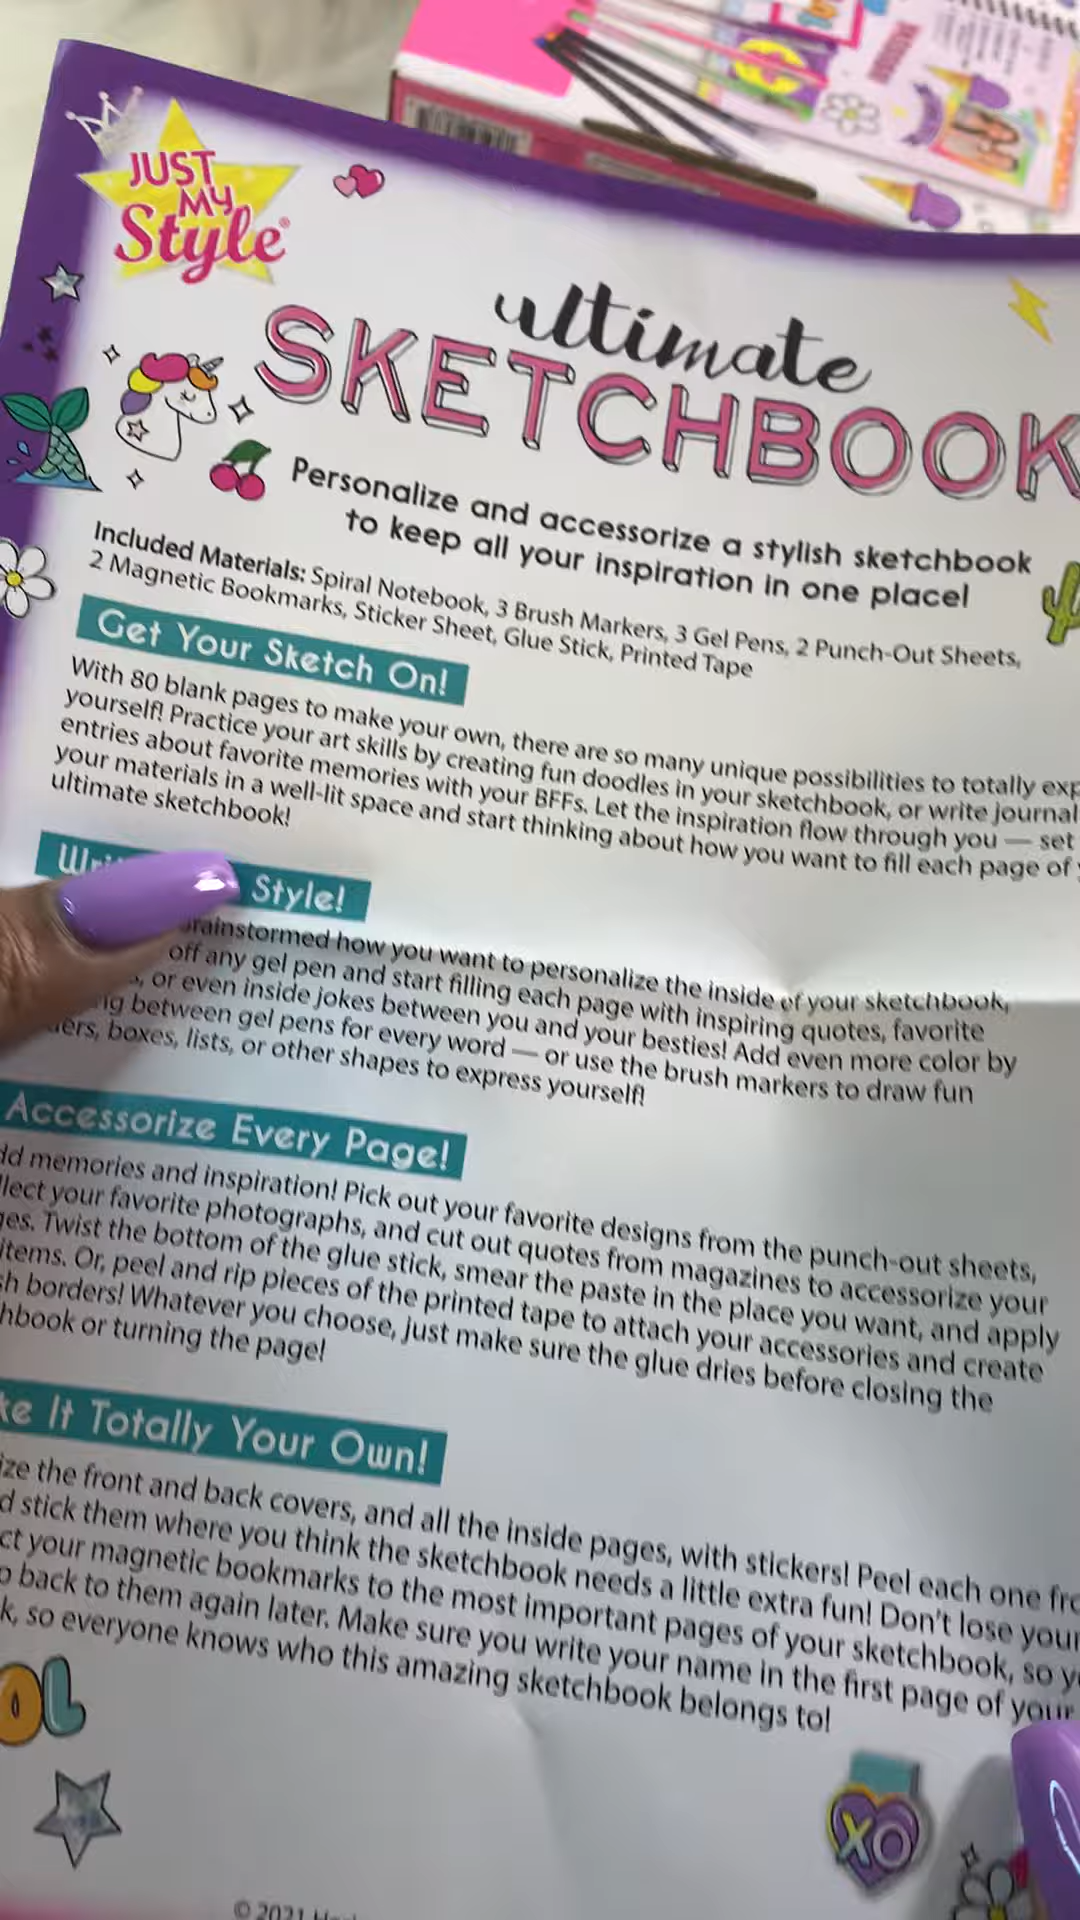 JUST
MY
Style®
ultimate
SKETCHBOOK
Personalize and accessorize a stylish sketchbook
to keep all your inspiration in one place!
Included Materials: Spiral Notebook, 3 Brush Markers, 3 Gel Pens, 2 Punch-Out Sheets,
2 Magnetic Bookmarks, Sticker Sheet, Glue Stick, Printed Tape
Get Your Sketch On!
With 80 blank pages to make your own, there are so many unique possibilities to totally exp
yourself! Practice your art skills by creating fun doodles in your sketchbook, or write journal
entries about favorite memories with your BFFs. Let the inspiration flow through you — set
your materials in a well-lit space and start thinking about how you want to fill each page of
ultimate sketchbook!
Style!
brainstormed how you want to personalize the inside of your sketchbook,
off any gel pen and start filling each page with inspiring quotes, favorite
, or even inside jokes between you and your besties! Add even more color by
ng between gel pens for every word — or use the brush markers to draw fun
ers, boxes, lists, or other shapes to express yourself!
Accessorize Every Page!
dd memories and inspiration! Pick out your favorite designs from the punch-out sheets,
llect your favorite photographs, and cut out quotes from magazines to accessorize your
ges. Twist the bottom of the glue stick, smear the paste in the place you want, and apply
items. Or, peel and rip pieces of the printed tape to attach your accessories and create
sh borders! Whatever you choose, just make sure the glue dries before closing the
hbook or turning the page!
ke It Totally Your Own!
ize the front and back covers, and all the inside pages, with stickers! Peel each one fro
d stick them where you think the sketchbook needs a little extra fun! Don't lose your
ct your magnetic bookmarks to the most important pages of your sketchbook, so y
p back to them again later. Make sure you write your name in the first page of your
k, so everyone knows who this amazing sketchbook belongs to!
OL
XO
© 2021